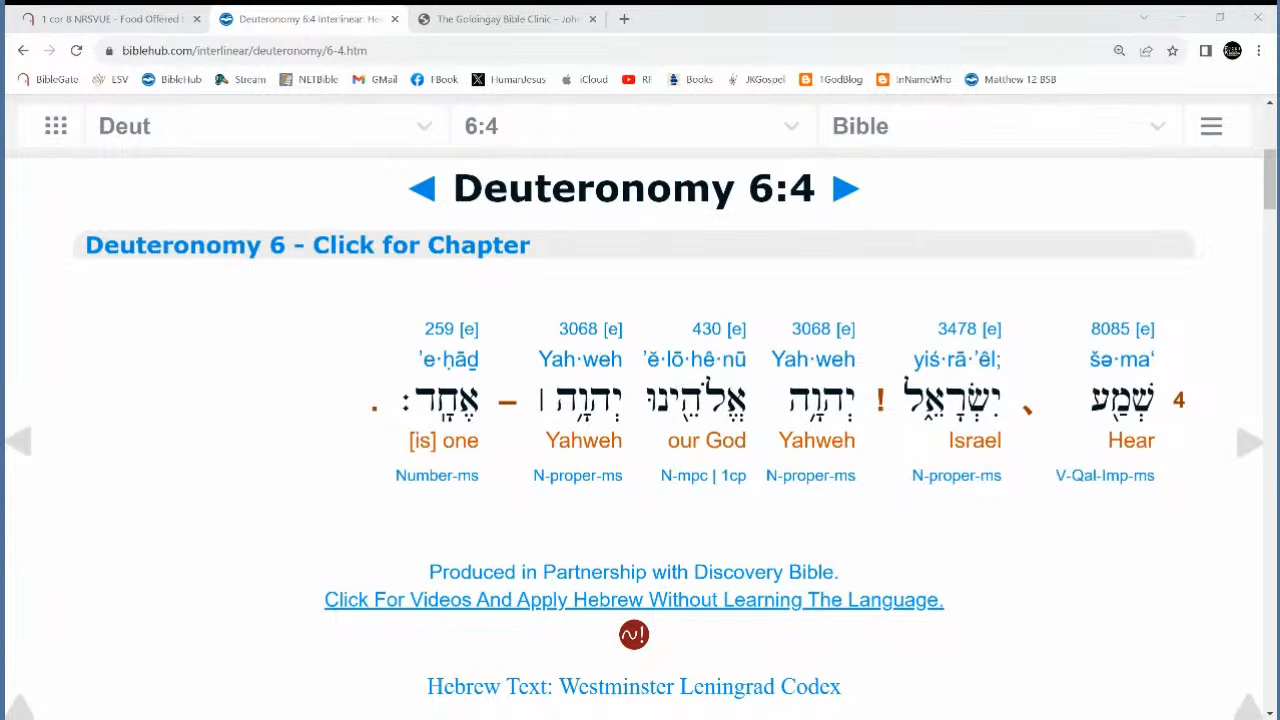 1 cor 8 NRSVUE - Food Offered t
Deuteronomy 6:4 Interlinear: He
The Goldingay Bible Clinic – John
biblehub.com/interlinear/deuteronomy/6-4.htm
BibleGate ESV BibleHub Stream NETBible GMail FBook HumanJesus iCloud RF Books JKGospel 1GodBlog InNameWho Matthew 12 BSB
Deut 6:4 Bible
Deuteronomy 6:4
Deuteronomy 6 - Click for Chapter
259 [e] 3068 [e] 430 [e] 3068 [e] 3478 [e] 8085 [e]
’e·ḥāḏ Yah·weh ’ĕ·lō·hê·nū Yah·weh yiś·rā·’êl; šə·ma‘
4 שְׁמַ֖ע 、 יִשְׂרָאֵ֑ל ! יְהוָ֥ה אֱלֹהֵ֖ינוּ יְהוָ֥ה ׀ – אֶחָֽד׃ .
[is] one Yahweh our God Yahweh Israel Hear
Number-ms N-proper-ms N-mpc | 1cp N-proper-ms N-proper-ms V-Qal-Imp-ms
Produced in Partnership with Discovery Bible.
Click For Videos And Apply Hebrew Without Learning The Language.
Hebrew Text: Westminster Leningrad Codex